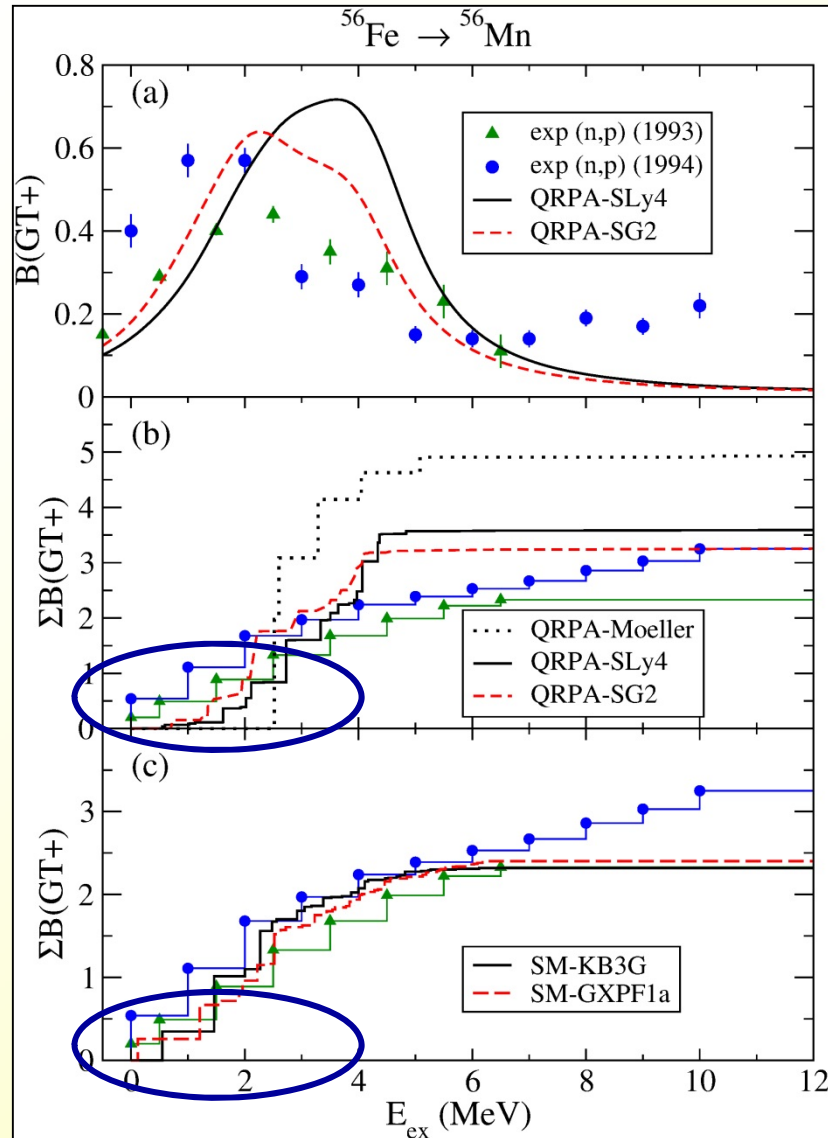 ⁵⁶Fe → ⁵⁶Mn
(a)
0.8
0.6
0.4
0.2
0
B(GT+)
exp (n,p) (1993)
exp (n,p) (1994)
QRPA-SLy4
QRPA-SG2
(b)
5
4
3
2
1
0
ΣB(GT+)
QRPA-Moeller
QRPA-SLy4
QRPA-SG2
(c)
3
2
1
0
ΣB(GT+)
SM-KB3G
SM-GXPF1a
0 2 4 6 8 10 12
E_ex (MeV)